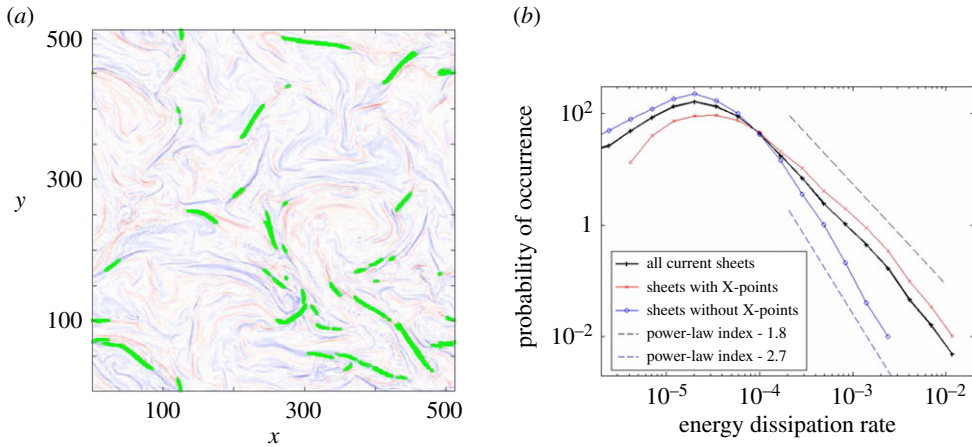 (a)
500
300
y
100
100
300
500
x
(b)
10²
1
10⁻²
probability of occurrence
all current sheets
sheets with X-points
sheets without X-points
power-law index - 1.8
power-law index - 2.7
10⁻⁵
10⁻⁴
10⁻³
10⁻²
energy dissipation rate